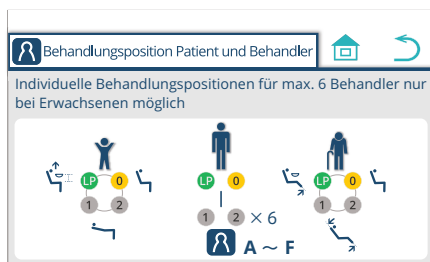 Behandlungsposition Patient und Behandler
Individuelle Behandlungspositionen für max. 6 Behandler nur
bei Erwachsenen möglich
LP 0 LP 0 LP 0
1 2 1 2 × 6 1 2
A ~ F